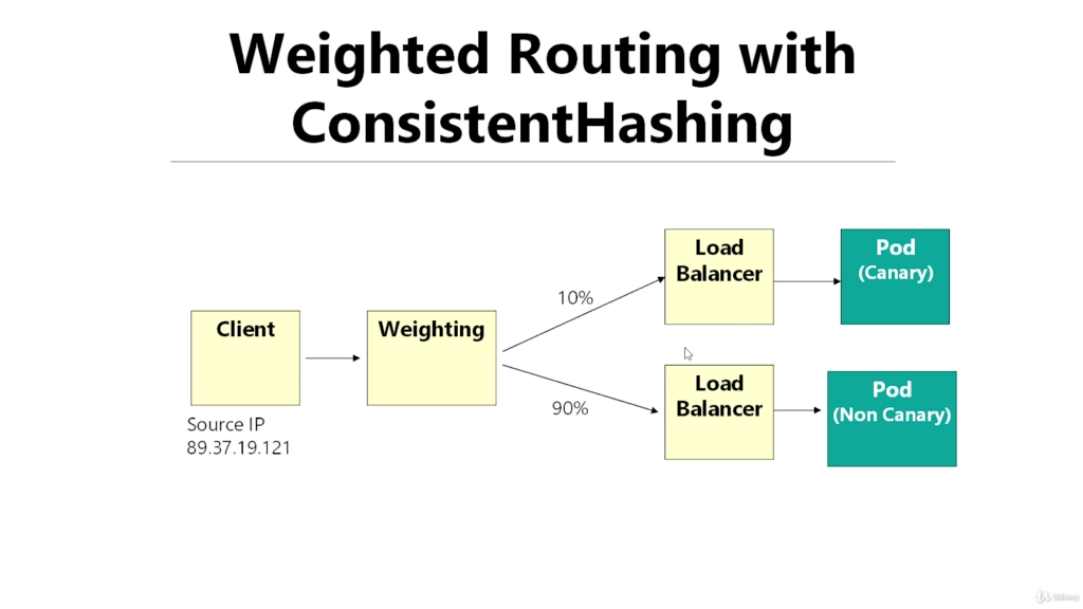 Weighted Routing with
ConsistentHashing
Load
Balancer
Pod
(Canary)
10%
Client
Weighting
Load
Balancer
Pod
(Non Canary)
90%
Source IP
89.37.19.121
Udemy